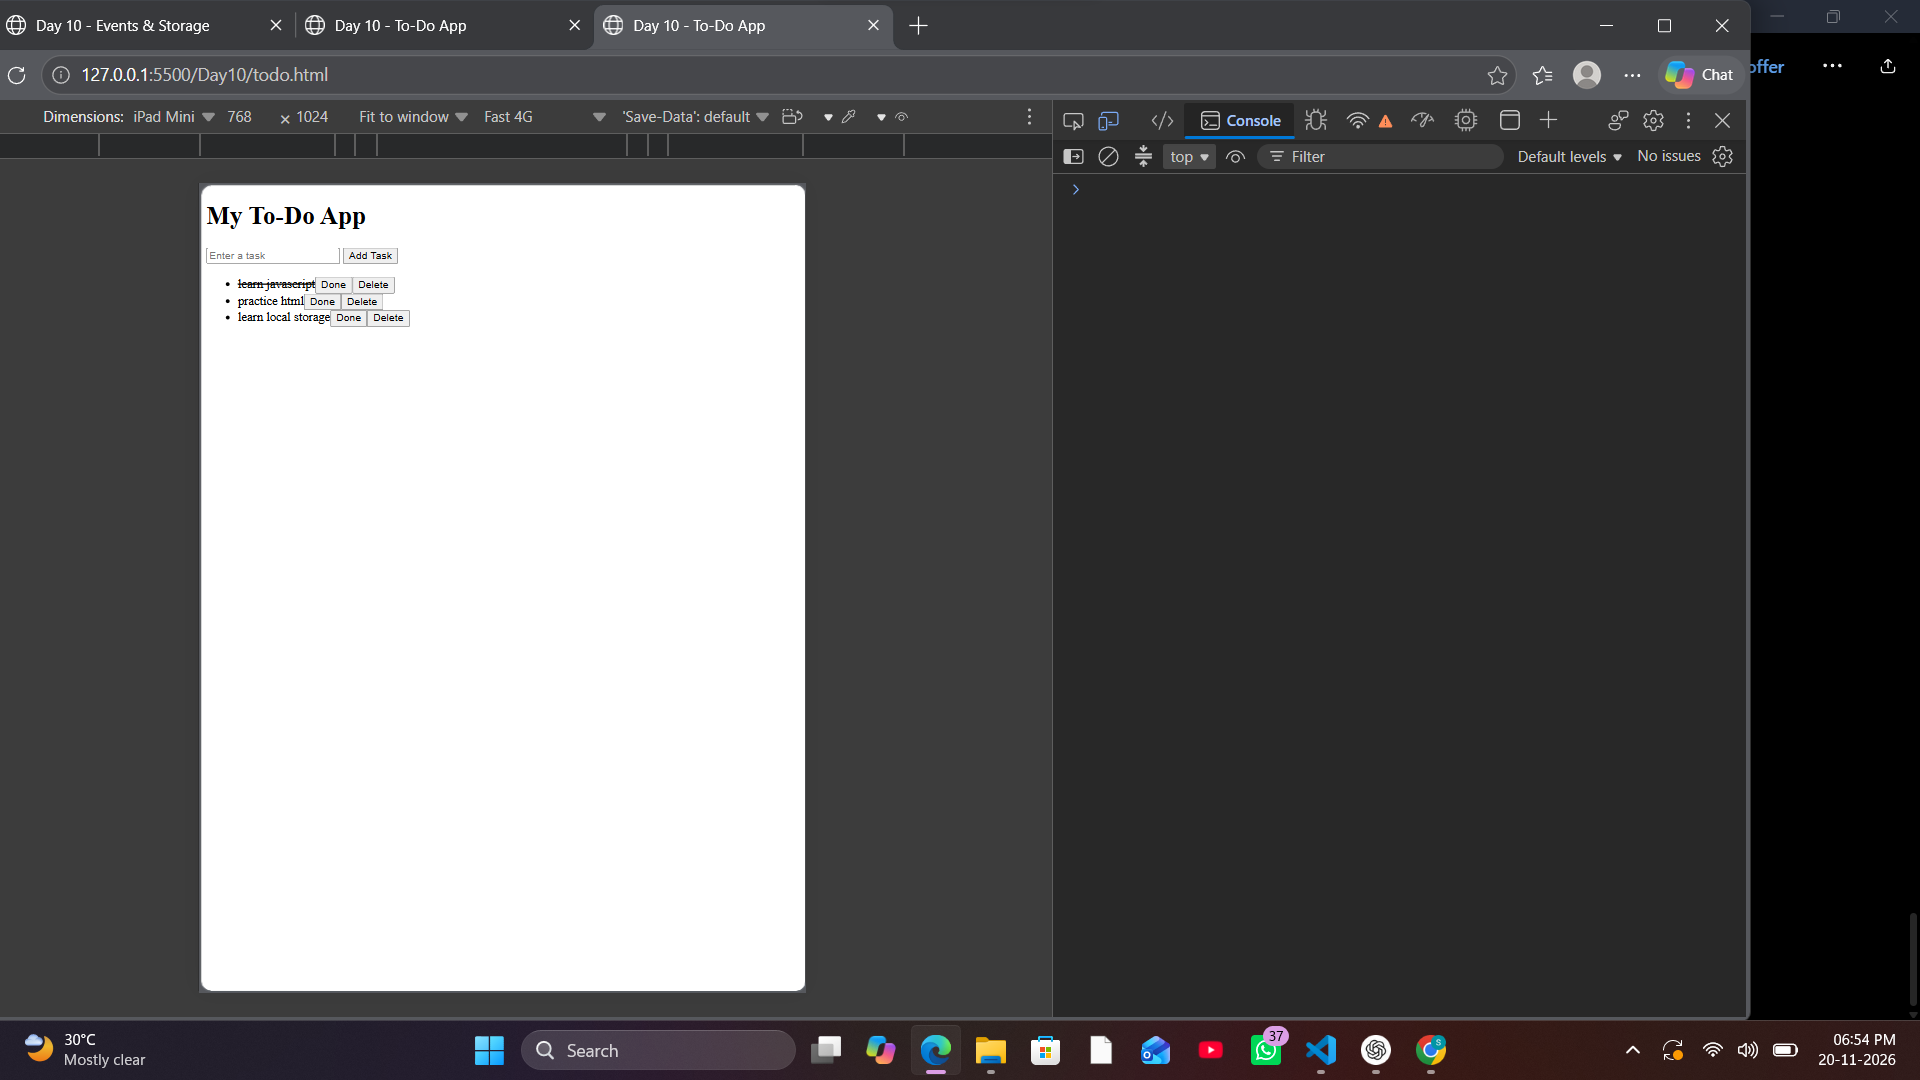 Day 10 - Events & Storage
Day 10 - To-Do App
Day 10 - To-Do App
127.0.0.1:5500/Day10/todo.html
Chat
offer
Dimensions: iPad Mini 768 × 1024 Fit to window Fast 4G 'Save-Data': default
Console
top Filter Default levels No issues
My To-Do App
Enter a task Add Task
learn javascript Done Delete
practice html Done Delete
learn local storage Done Delete
30°C
Mostly clear
Search
37
S
06:54 PM
20-11-2026